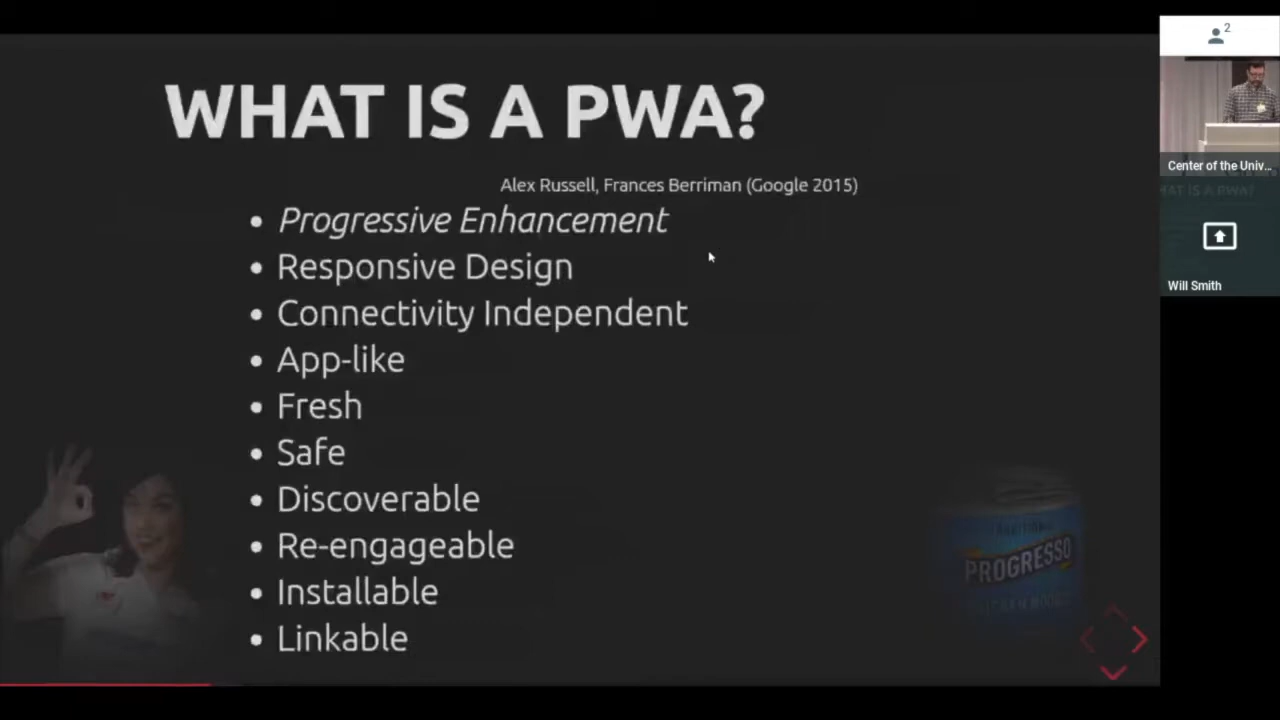 WHAT IS A PWA?
Alex Russell, Frances Berriman (Google 2015)
Progressive Enhancement
Responsive Design
Connectivity Independent
App-like
Fresh
Safe
Discoverable
Re-engageable
Installable
Linkable
PROGRESSO
2
Center of the Univ...
Will Smith